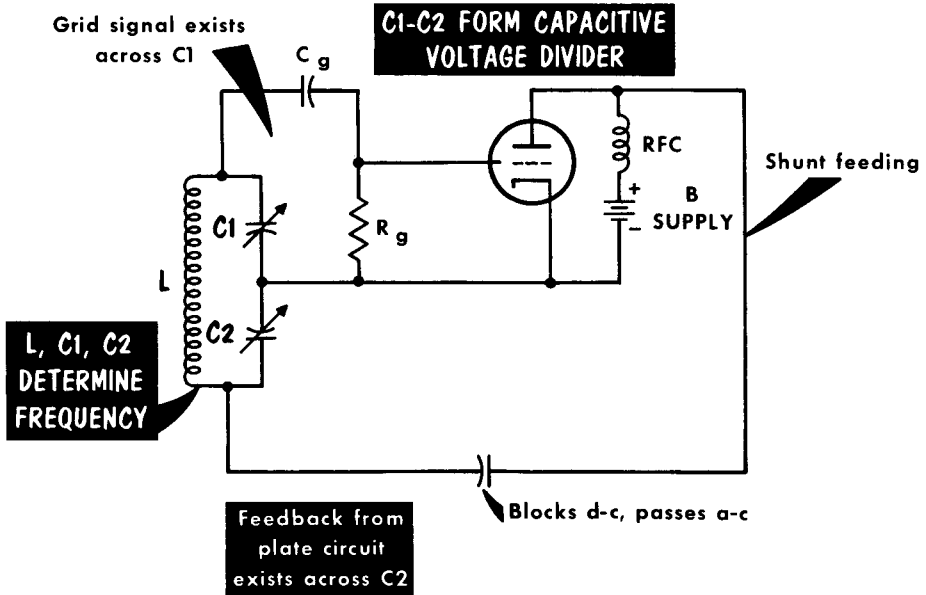 Grid signal exists
across C1
C1-C2 FORM CAPACITIVE
VOLTAGE DIVIDER
C g
RFC
Shunt feeding
+
B
SUPPLY
−
C1
R g
L
C2
L, C1, C2
DETERMINE
FREQUENCY
Blocks d-c, passes a-c
Feedback from
plate circuit
exists across C2